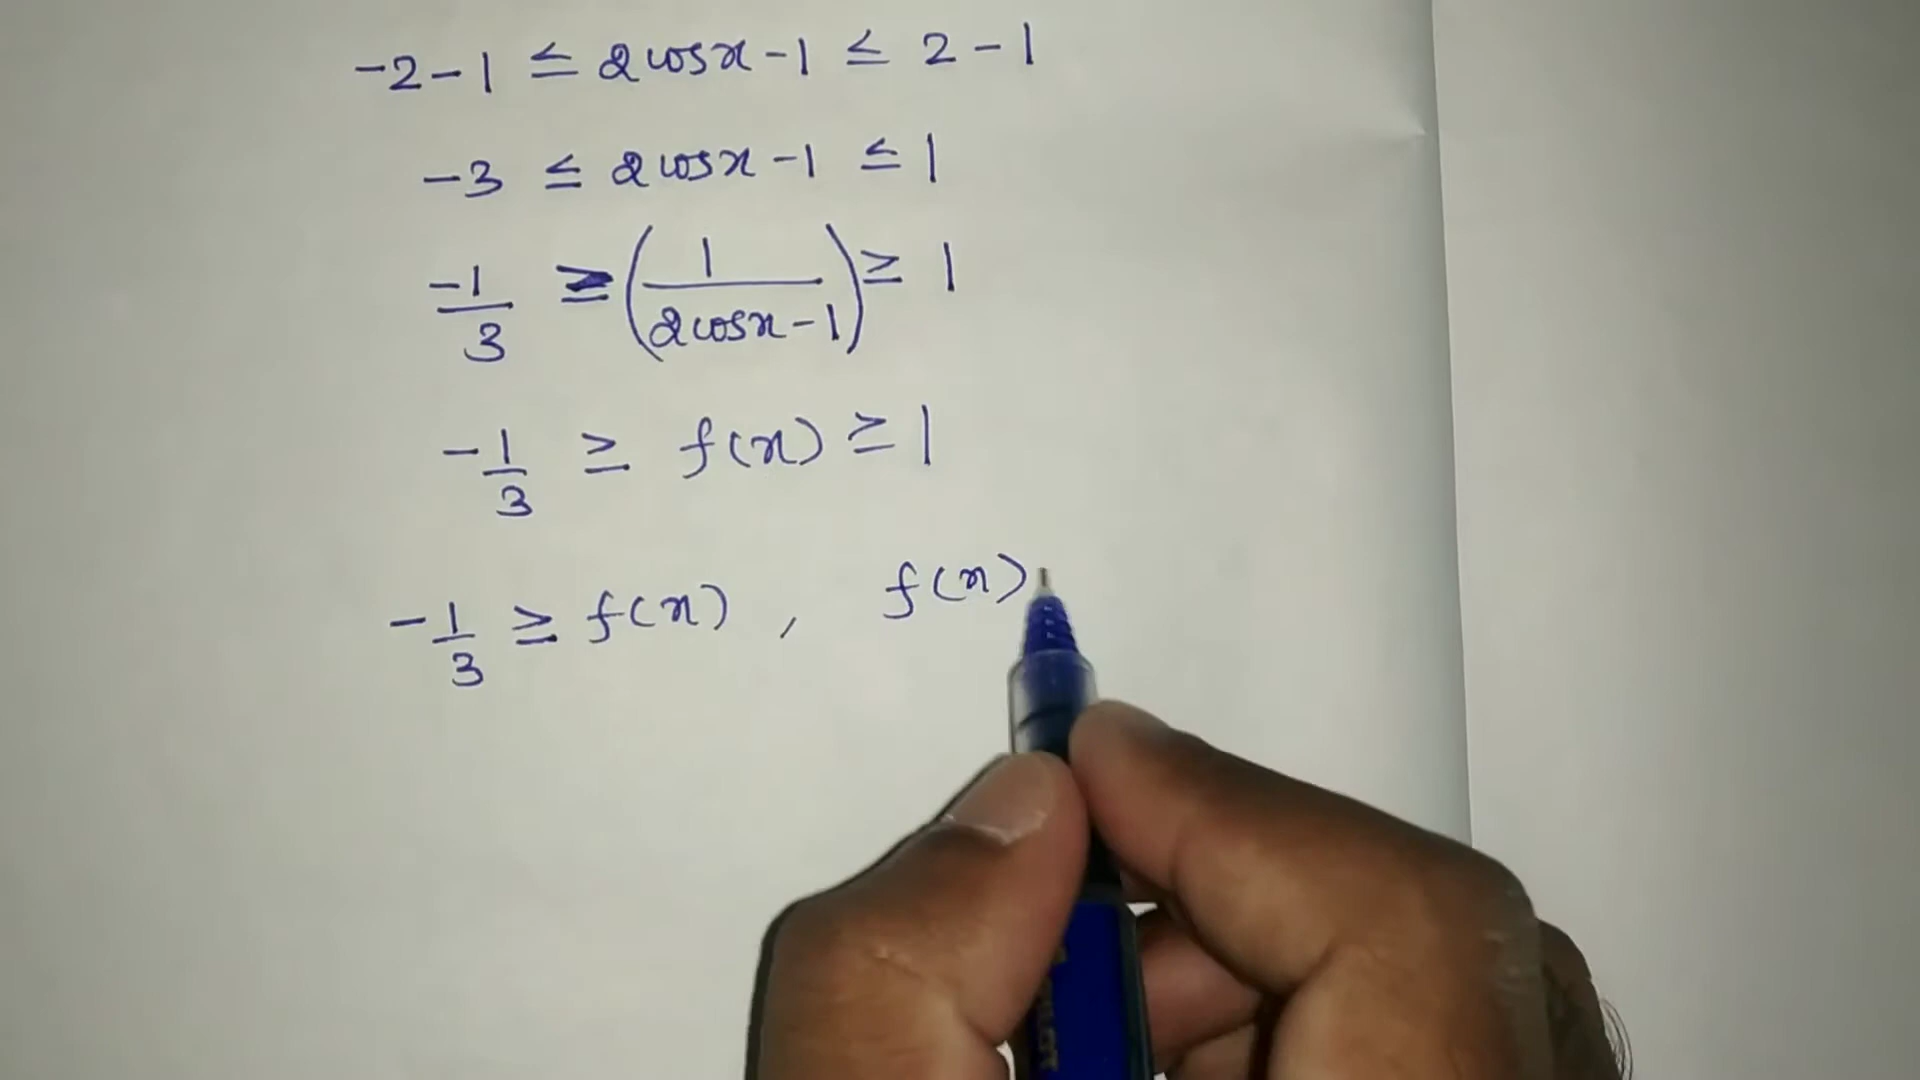 -2-1 ≤ 2cosx-1 ≤ 2-1
-3 ≤ 2cosx-1 ≤ 1
-1/3 ≥ (1/(2cosx-1)) ≥ 1
-1/3 ≥ f(x) ≥ 1
-1/3 ≥ f(x) , f(x)